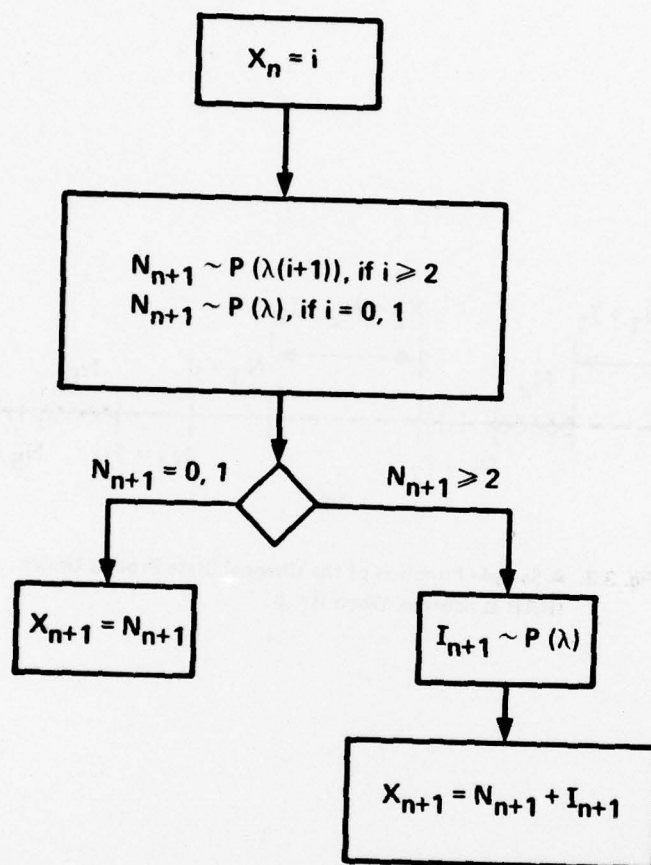 X_n = i
N_{n+1} ~ P (λ(i+1)), if i ⩾ 2
N_{n+1} ~ P (λ), if i = 0, 1
N_{n+1} = 0, 1
N_{n+1} ⩾ 2
X_{n+1} = N_{n+1}
I_{n+1} ~ P (λ)
X_{n+1} = N_{n+1} + I_{n+1}